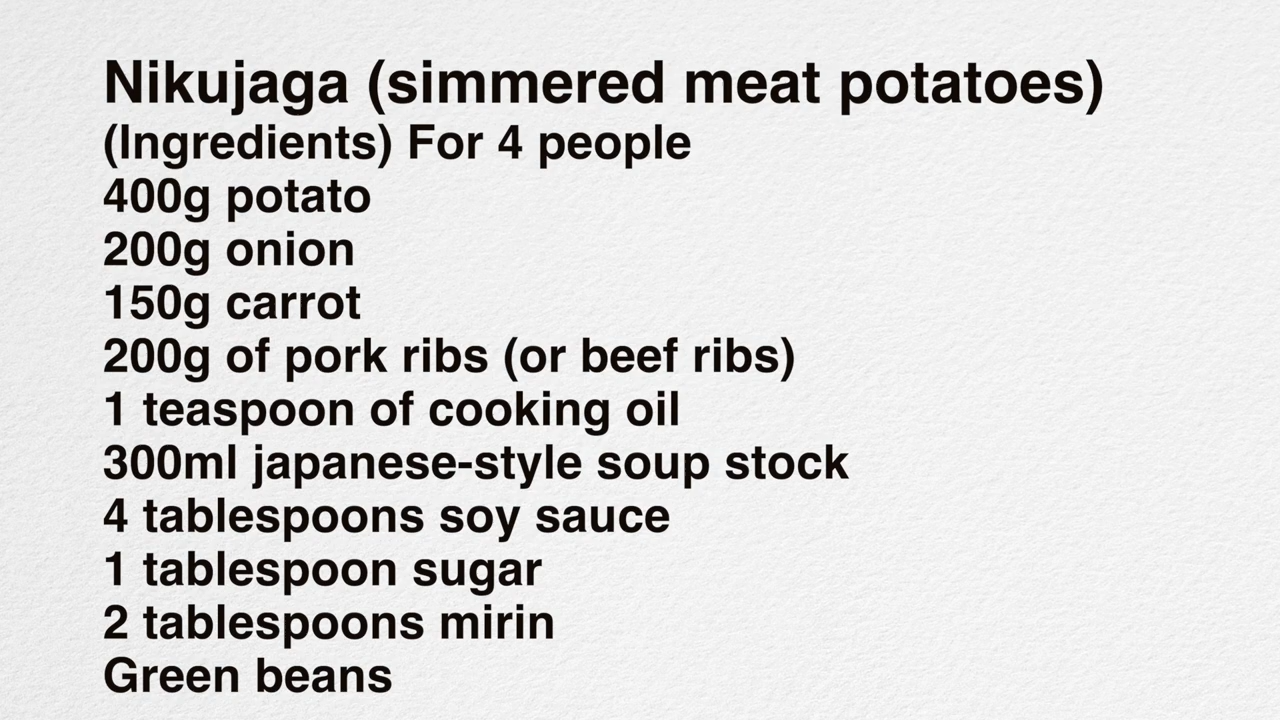 Nikujaga (simmered meat potatoes)
(Ingredients) For 4 people
400g potato
200g onion
150g carrot
200g of pork ribs (or beef ribs)
1 teaspoon of cooking oil
300ml japanese-style soup stock
4 tablespoons soy sauce
1 tablespoon sugar
2 tablespoons mirin
Green beans